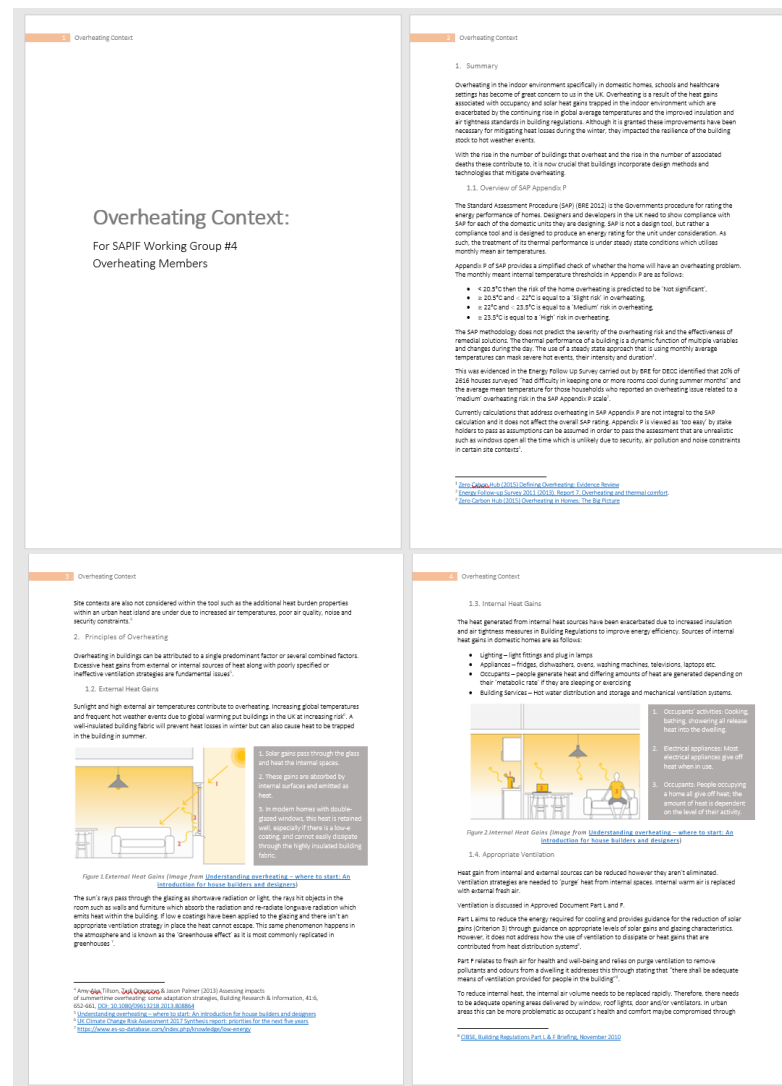 1 Overheating Context
Overheating Context:
For SAPIF Working Group #4
Overheating Members
2 Overheating Context
1. Summary
Overheating in the indoor environment specifically in domestic homes, schools and healthcare
settings has become of great concern to us in the UK. Overheating is a result of the heat gains
associated with occupancy and solar heat gains trapped in the indoor environment which are
exacerbated by the continuing rise in global average temperatures and the improved insulation and
air tightness standards in building regulations. Although it is granted these improvements have been
necessary for mitigating heat losses during the winter, they impacted the resilience of the building
stock to hot weather events.
With the rise in the number of buildings that overheat and the rise in the number of associated
deaths these contribute to, it is now crucial that buildings incorporate design methods and
technologies that mitigate overheating.
1.1. Overview of SAP Appendix P
The Standard Assessment Procedure (SAP) (BRE 2012) is the Governments procedure for rating the
energy performance of homes. Designers and developers in the UK need to show compliance with
SAP for each of the domestic units they are designing. SAP is not a design tool, but rather a
compliance tool and is designed to produce an energy rating for the unit under consideration. As
such, the treatment of its thermal performance is under steady state conditions which utilises
monthly mean air temperatures.
Appendix P of SAP provides a simplified check of whether the home will have an overheating problem.
The monthly meant internal temperature thresholds in Appendix P are as follows:
• < 20.5°C then the risk of the home overheating is predicted to be 'Not significant',
• ≥ 20.5°C and < 22°C is equal to a 'Slight risk' in overheating,
• ≥ 22°C and < 23.5°C is equal to a 'Medium' risk in overheating,
• ≥ 23.5°C is equal to a 'High' risk in overheating.
The SAP methodology does not predict the severity of the overheating risk and the effectiveness of
remedial solutions. The thermal performance of a building is a dynamic function of multiple variables
and changes during the day. The use of a steady state approach that is using monthly average
temperatures can mask severe hot events, their intensity and duration¹.
This was evidenced in the Energy Follow Up Survey carried out by BRE for DECC identified that 20% of
2616 houses surveyed "had difficulty in keeping one or more rooms cool during summer months" and
the average mean temperature for those households who reported an overheating issue related to a
'medium' overheating risk in the SAP Appendix P scale².
Currently calculations that address overheating in SAP Appendix P are not integral to the SAP
calculation and it does not affect the overall SAP rating. Appendix P is viewed as 'too easy' by stake
holders to pass as assumptions can be assumed in order to pass the assessment that are unrealistic
such as windows open all the time which is unlikely due to security, air pollution and noise constraints
in certain site contexts³.
¹ Zero Carbon Hub (2015) Defining Overheating: Evidence Review
² Energy Follow-up Survey 2011 (2013). Report 7. Overheating and thermal comfort.
³ Zero Carbon Hub (2015) Overheating in Homes: The Big Picture
3 Overheating Context
Site contexts are also not considered within the tool such as the additional heat burden properties
within an urban heat island are under due to increased air temperatures, poor air quality, noise and
security constraints.⁴
2. Principles of Overheating
Overheating in buildings can be attributed to a single predominant factor or several combined factors.
Excessive heat gains from external or internal sources of heat along with poorly specified or
ineffective ventilation strategies are fundamental issues⁵.
1.2. External Heat Gains
Sunlight and high external air temperatures contribute to overheating. Increasing global temperatures
and frequent hot weather events due to global warming put buildings in the UK at increasing risk⁶. A
well-insulated building fabric will prevent heat losses in winter but can also cause heat to be trapped
in the building in summer.
1
2
3
1. Solar gains pass through the glass
and heat the internal spaces.
2. These gains are absorbed by
internal surfaces and emitted as
heat.
3. In modern homes with double-
glazed windows, this heat is retained
well, especially if there is a low-e
coating, and cannot easily dissipate
through the highly insulated building
fabric.
Figure 1.External Heat Gains (Image from Understanding overheating – where to start: An
introduction for house builders and designers)
The sun's rays pass through the glazing as shortwave radiation or light, the rays hit objects in the
room such as walls and furniture which absorb the radiation and re-radiate longwave radiation which
emits heat within the building. If low e coatings have been applied to the glazing and there isn't an
appropriate ventilation strategy in place the heat cannot escape. This same phenomenon happens in
the atmosphere and is known as the 'Greenhouse effect' as it is most commonly replicated in
greenhouses ⁷.
⁴ Amy Alex Tillson, Tadj Oreszczyn & Jason Palmer (2013) Assessing impacts
of summertime overheating: some adaptation strategies, Building Research & Information, 41:6,
652-661, DOI: 10.1080/09613218.2013.808864
⁵ Understanding overheating – where to start: An introduction for house builders and designers
⁶ UK Climate Change Risk Assessment 2017 Synthesis report: priorities for the next five years
⁷ https://www.es-so-database.com/index.php/knowledge/low-energy
4 Overheating Context
1.3. Internal Heat Gains
The heat generated from internal heat sources have been exacerbated due to increased insulation
and air tightness measures in Building Regulations to improve energy efficiency. Sources of internal
heat gains in domestic homes are as follows:
• Lighting – light fittings and plug in lamps
• Appliances – fridges, dishwashers, ovens, washing machines, televisions, laptops etc.
• Occupants – people generate heat and differing amounts of heat are generated depending on
their 'metabolic rate' if they are sleeping or exercising
• Building Services – Hot water distribution and storage and mechanical ventilation systems.
1. Occupants' activities: Cooking,
bathing, showering all release
heat into the dwelling.
2. Electrical appliances: Most
electrical appliances give off
heat when in use.
3. Occupants: People occupying
a home all give off heat; the
amount of heat is dependent
on the level of their activity.
Figure 2.Internal Heat Gains (Image from Understanding overheating – where to start: An
introduction for house builders and designers)
1.4. Appropriate Ventilation
Heat gain from internal and external sources can be reduced however they aren't eliminated.
Ventilation strategies are needed to 'purge' heat from internal spaces. Internal warm air is replaced
with external fresh air.
Ventilation is discussed in Approved Document Part L and F.
Part L aims to reduce the energy required for cooling and provides guidance for the reduction of solar
gains (Criterion 3) through guidance on appropriate levels of solar gains and glazing characteristics.
However, it does not address how the use of ventilation to dissipate or heat gains that are
contributed from heat distribution systems⁸.
Part F relates to fresh air for health and well-being and relies on purge ventilation to remove
pollutants and odours from a dwelling it addresses this through stating that "there shall be adequate
means of ventilation provided for people in the building"⁸.
To reduce internal heat, the internal air volume needs to be replaced rapidly. Therefore, there needs
to be adequate opening areas delivered by window, roof lights, door and/or ventilators. In urban
areas this can be more problematic as occupant's health and comfort maybe compromised through
⁸ CIBSE, Building Regulations Part L & F Briefing, November 2010